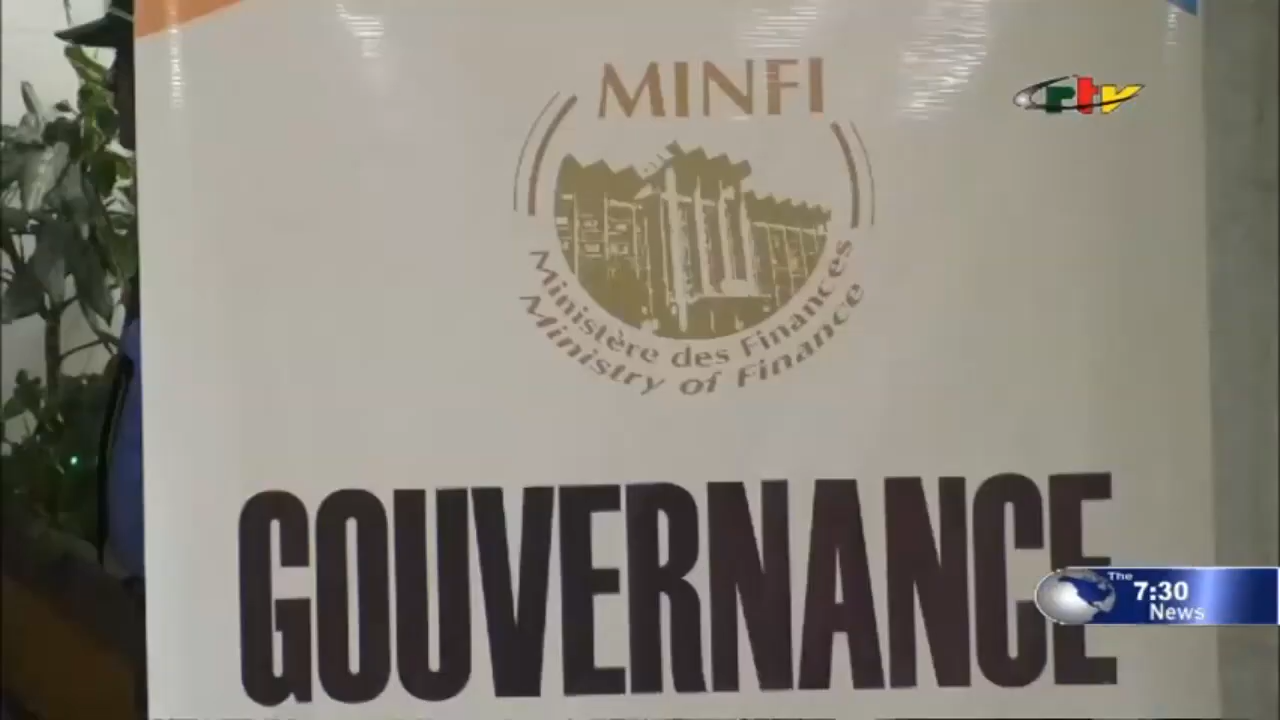 MINFI
crtv
Ministère des Finances
Ministry of Finance
GOUVERNANCE
The
7:30
News